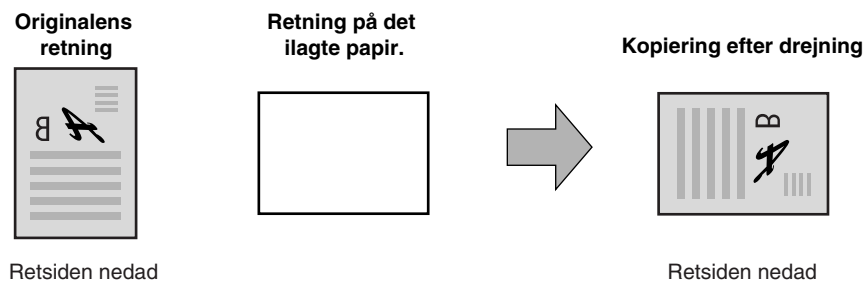 Originalens
retning
Retning på det
ilagte papir.
Kopiering efter drejning
B A
B
A
Retsiden nedad
Retsiden nedad